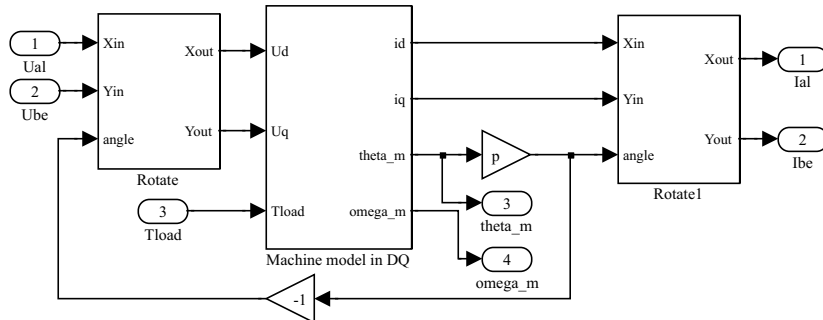 1
Ual
2
Ube
Xin
Yin
angle
Xout
Yout
Rotate
3
Tload
Ud
Uq
Tload
id
iq
theta_m
omega_m
Machine model in DQ
p
-1
3
theta_m
4
omega_m
Xin
Yin
angle
Xout
Yout
Rotate1
1
Ial
2
Ibe